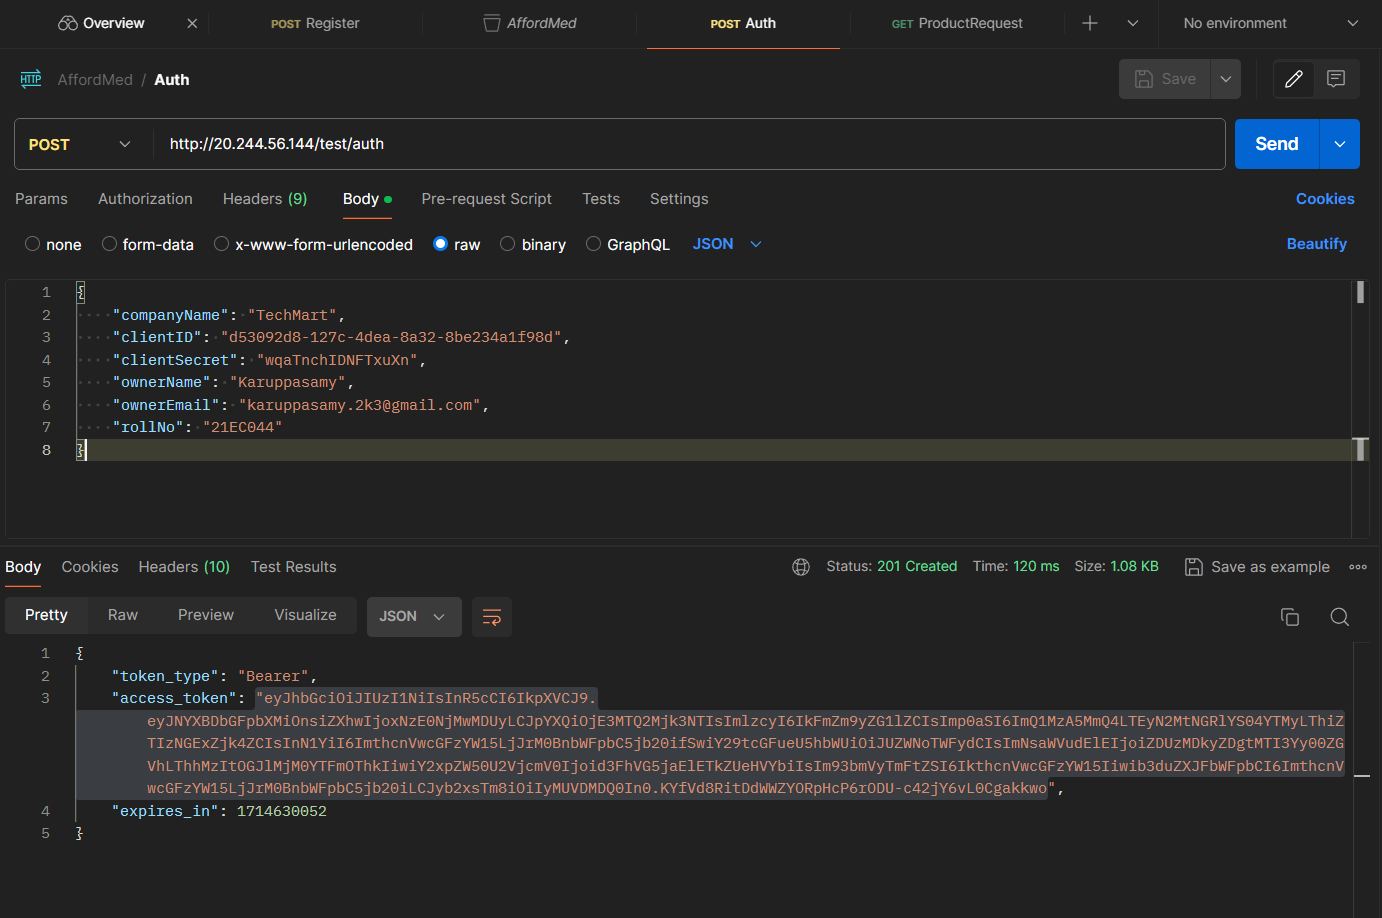 Overview
POST Register
AffordMed
POST Auth
GET ProductRequest
No environment
HTTP AffordMed / Auth
Save
POST http://20.244.56.144/test/auth
Send
Params Authorization Headers (9) Body Pre-request Script Tests Settings Cookies
none form-data x-www-form-urlencoded raw binary GraphQL JSON Beautify
1 {
2 "companyName": "TechMart",
3 "clientID": "d53092d8-127c-4dea-8a32-8be234a1f98d",
4 "clientSecret": "wqaTnchIDNFTxuXn",
5 "ownerName": "Karuppasamy",
6 "ownerEmail": "karuppasamy.2k3@gmail.com",
7 "rollNo": "21EC044"
8 }
Body Cookies Headers (10) Test Results Status: 201 Created Time: 120 ms Size: 1.08 KB Save as example
Pretty Raw Preview Visualize JSON
1 {
2 "token_type": "Bearer",
3 "access_token": "eyJhbGciOiJIUzI1NiIsInR5cCI6IkpXVCJ9.
eyJNYXBDbGFpbXMiOnsiZXhwIjoxNzE0NjMwMDUyLCJpYXQiOjE3MTQ2Mjk3NTIsImlzcyI6IkFmZm9yZG1lZCIsImp0aSI6ImQ1MzA5MmQ4LTEyN2MtNGRlYS04YTMyLThiZ
TIzNGExZjk4ZCIsInN1YiI6ImthcnVwcGFzYW15LjJrM0BnbWFpbC5jb20ifSwiY29tcGFueU5hbWUiOiJUZWNoTWFydCIsImNsaWVudElEIjoiZDUzMDkyZDgtMTI3Yy00ZG
VhLThhMzItOGJlMjM0YTFmOThkIiwiY2xpZW50U2VjcmV0Ijoid3FhVG5jaElETkZUeHVYbiIsIm93bmVyTmFtZSI6IkthcnVwcGFzYW15Iiwib3duZXJFbWFpbCI6ImthcnV
wcGFzYW15LjJrM0BnbWFpbC5jb20iLCJyb2xsTm8iOiIyMUVDMDQ0In0.KYfVd8RitDdWWZYORpHcP6rODU-c42jY6vL0Cgakkwo",
4 "expires_in": 1714630052
5 }